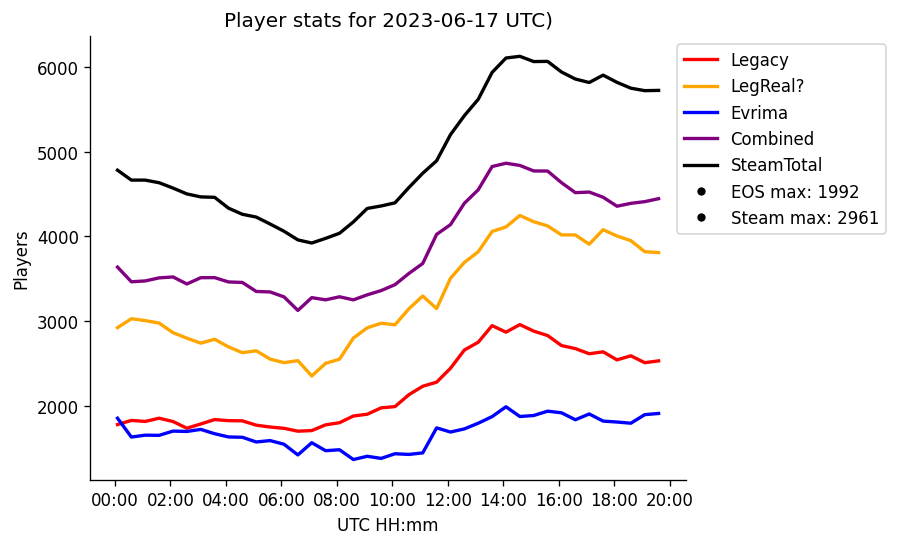 Player stats for 2023-06-17 UTC)
Legacy
LegReal?
Evrima
Combined
SteamTotal
EOS max: 1992
Steam max: 2961
6000
5000
4000
3000
2000
Players
00:00 02:00 04:00 06:00 08:00 10:00 12:00 14:00 16:00 18:00 20:00
UTC HH:mm